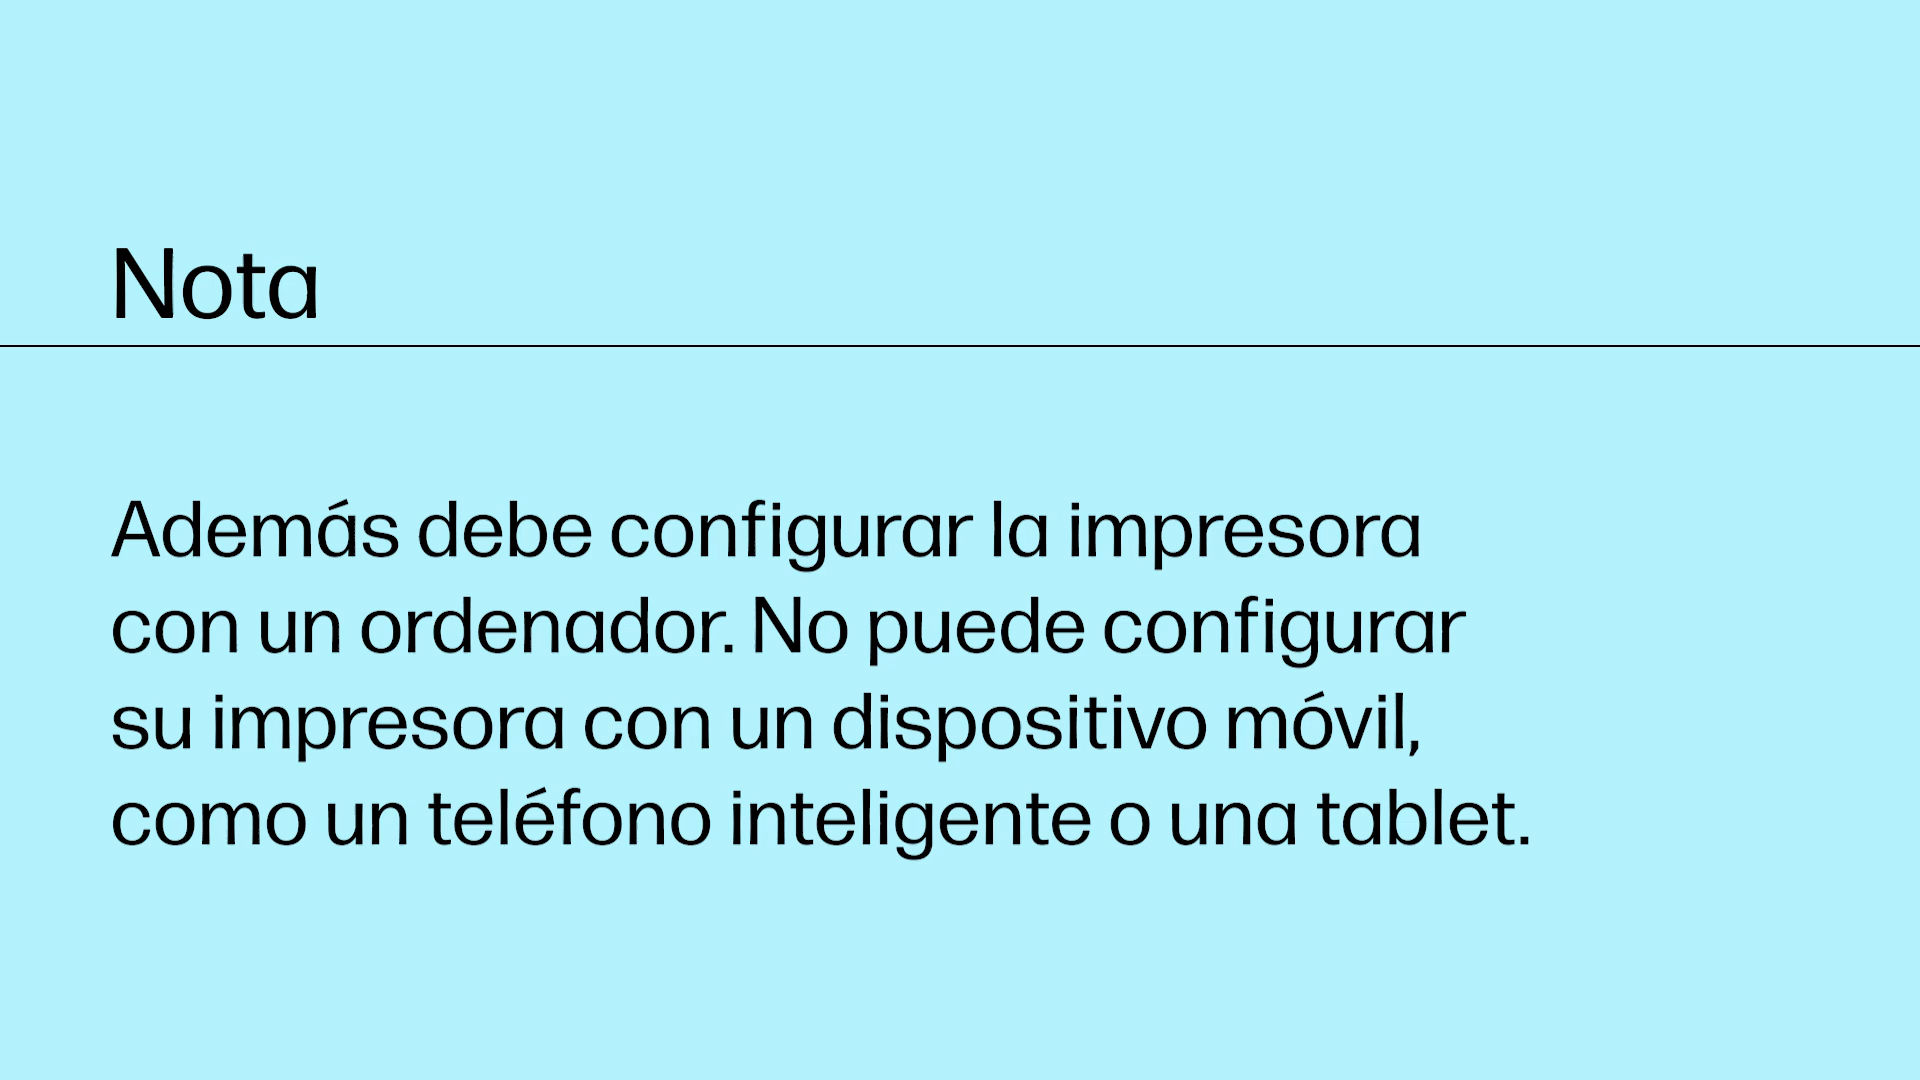 Nota
Además debe configurar la impresora
con un ordenador. No puede configurar
su impresora con un dispositivo móvil,
como un teléfono inteligente o una tablet.